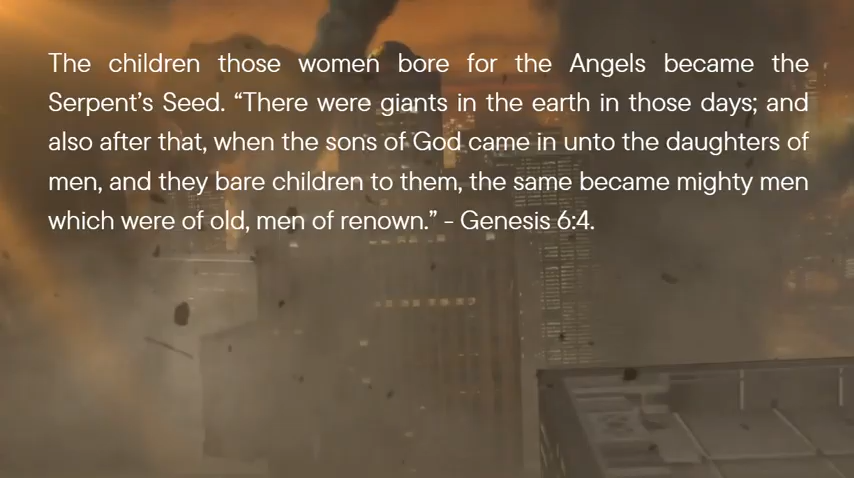 The children those women bore for the Angels became the
Serpent’s Seed. “There were giants in the earth in those days; and
also after that, when the sons of God came in unto the daughters of
men, and they bare children to them, the same became mighty men
which were of old, men of renown.” - Genesis 6:4.